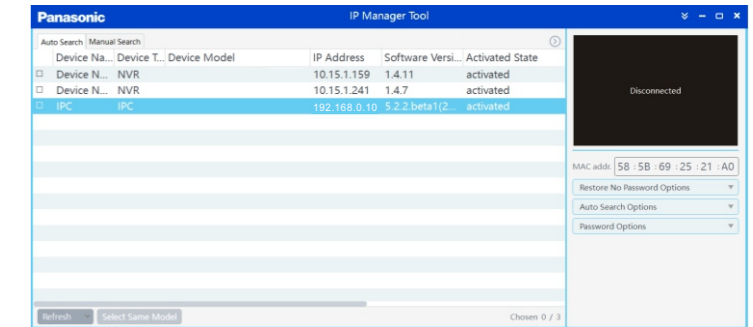 Panasonic IP Manager Tool
Auto Search Manual Search
Device Na... Device T... Device Model IP Address Software Versi... Activated State
Device N... NVR 10.15.1.159 1.4.11 activated
Device N... NVR 10.15.1.241 1.4.7 activated
IPC IPC 192.168.0.10 5.2.2.beta1(2... activated
Disconnected
MAC addr. 58 : 5B : 69 : 25 : 21 : A0
Restore No Password Options
Auto Search Options
Password Options
Refresh Select Same Model Chosen 0 / 3